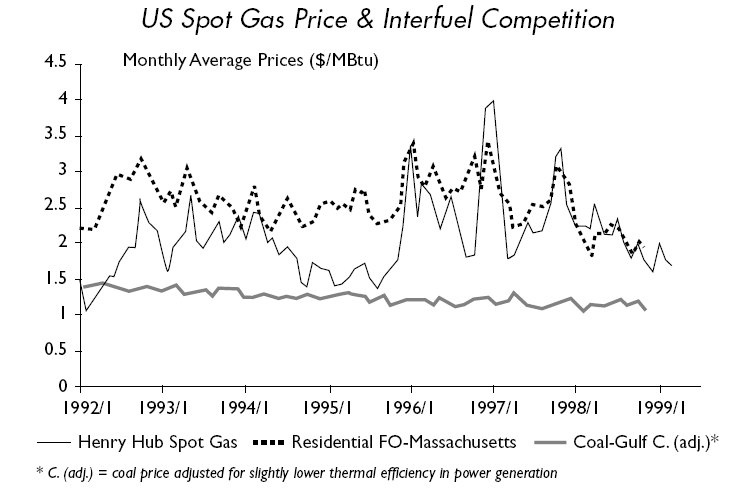 US Spot Gas Price & Interfuel Competition
Monthly Average Prices ($/MBtu)
4.5
4
3.5
3
2.5
2
1.5
1
0.5
0
1992/1 1993/1 1994/1 1995/1 1996/1 1997/1 1998/1 1999/1
Henry Hub Spot Gas Residential FO-Massachusetts Coal-Gulf C. (adj.)*
* C. (adj.) = coal price adjusted for slightly lower thermal efficiency in power generation